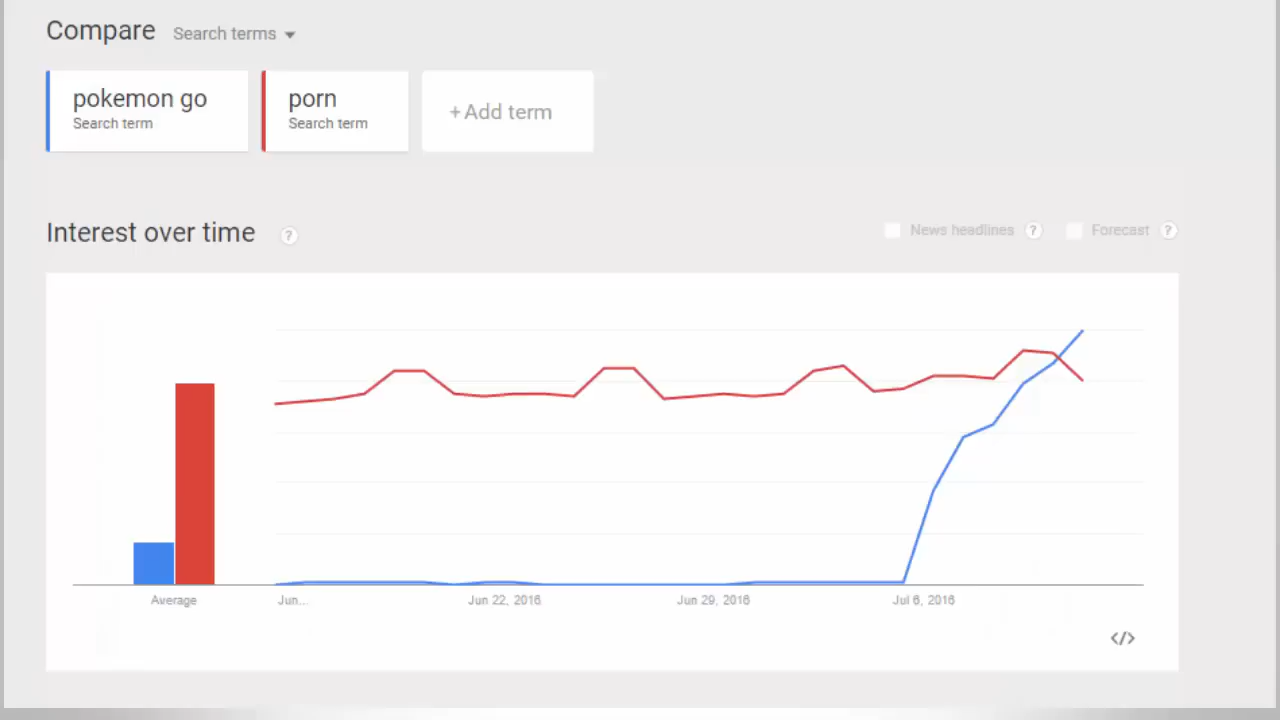 Compare Search terms
pokemon go
Search term
porn
Search term
+ Add term
Interest over time ?
News headlines ? Forecast ?
Average Jun... Jun 22, 2016 Jun 29, 2016 Jul 6, 2016
</>